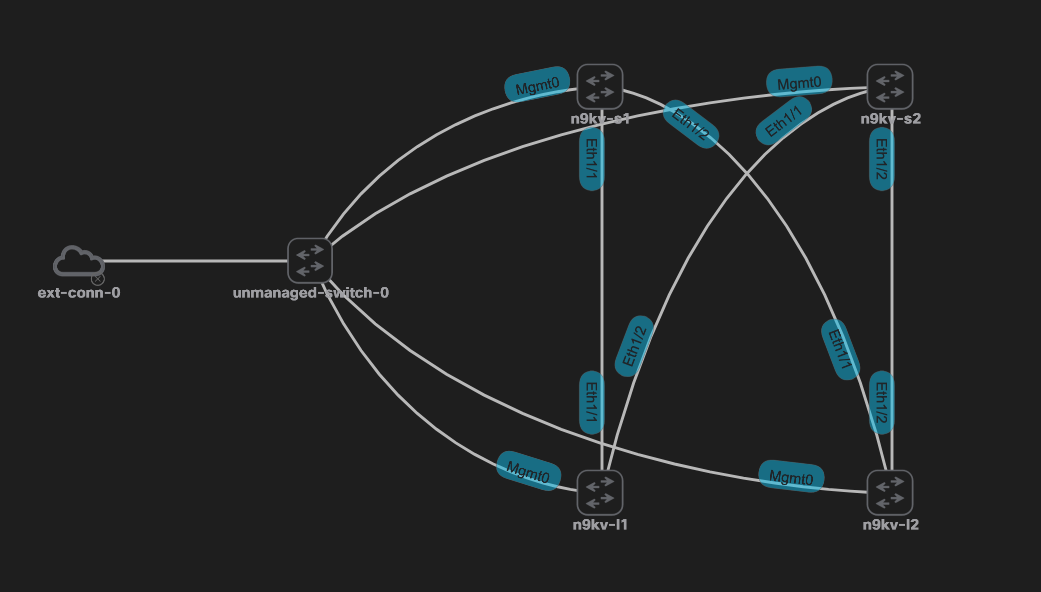 Mgmt0
Mgmt0
n9kv-s1
n9kv-s2
Eth1/2
Eth1/1
Eth1/1
Eth1/2
ext-conn-0
unmanaged-switch-0
Eth1/2
Eth1/1
Eth1/1
Eth1/2
Mgmt0
Mgmt0
n9kv-l1
n9kv-l2